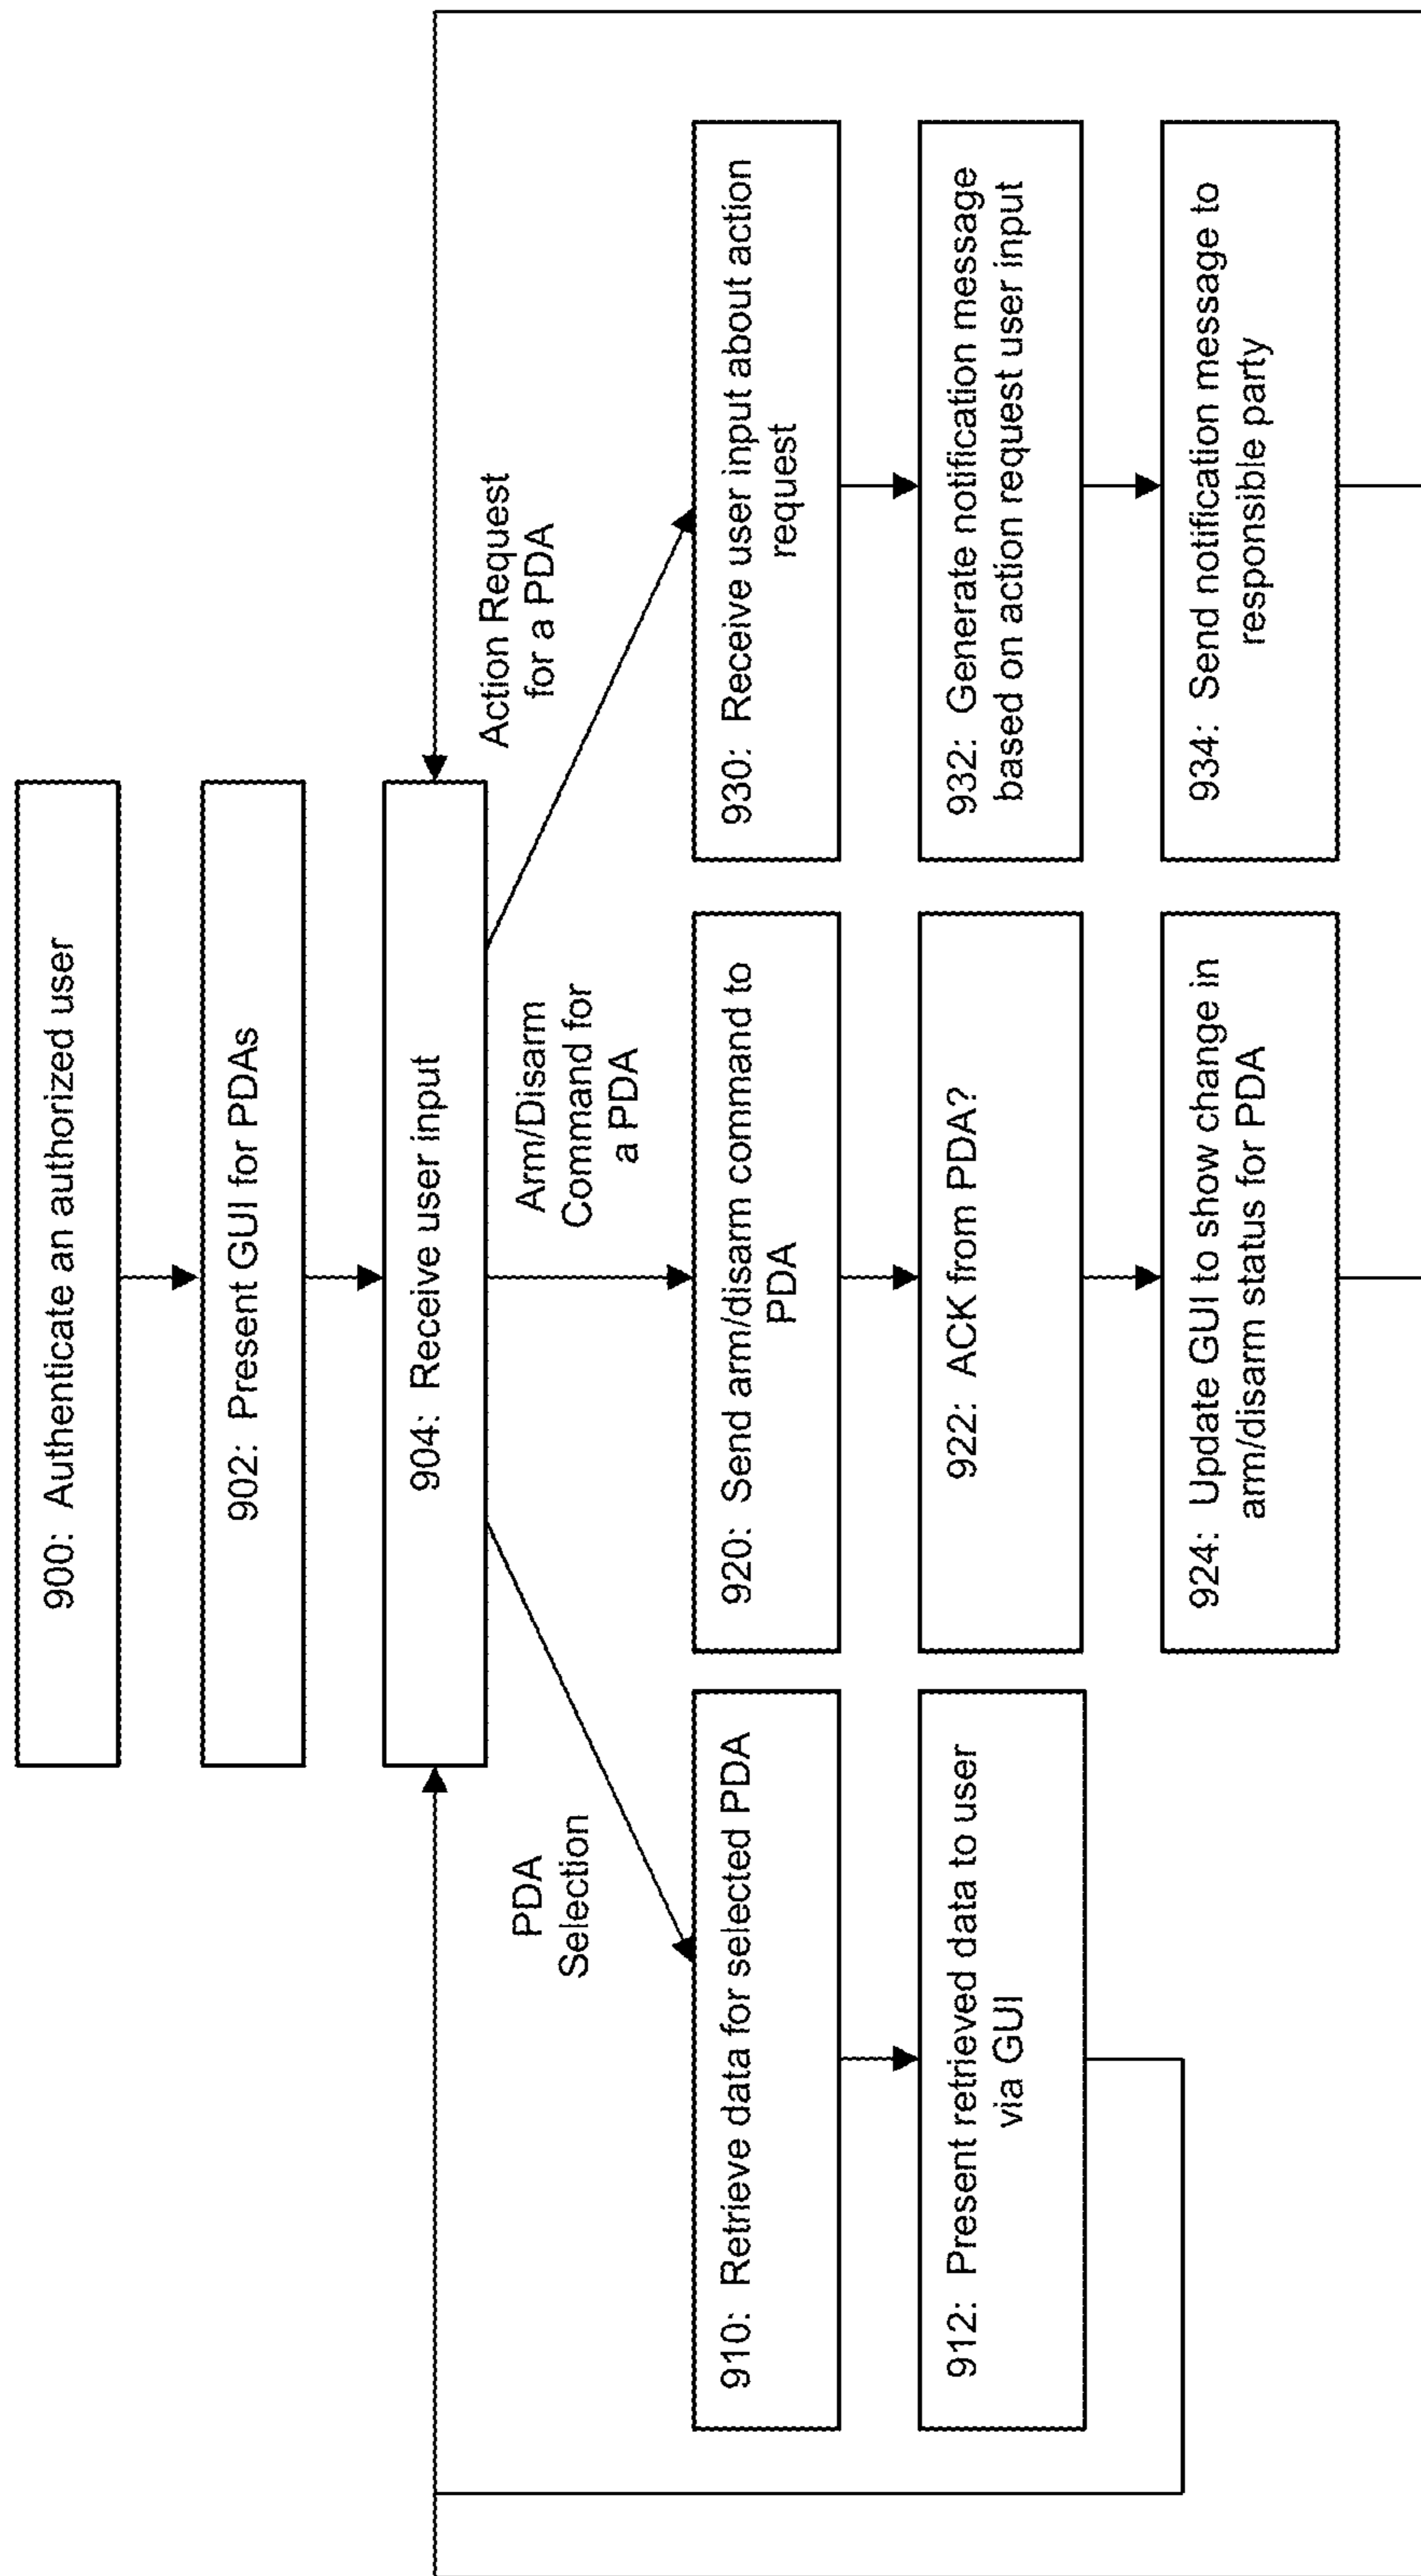 900: Authenticate an authorized user
902: Present GUI for PDAs
904: Receive user input
PDA
Selection
Arm/Disarm
Command for
a PDA
Action Request
for a PDA
910: Retrieve data for selected PDA
912: Present retrieved data to user
via GUI
920: Send arm/disarm command to
PDA
922: ACK from PDA?
924: Update GUI to show change in
arm/disarm status for PDA
930: Receive user input about action
request
932: Generate notification message
based on action request user input
934: Send notification message to
responsible party